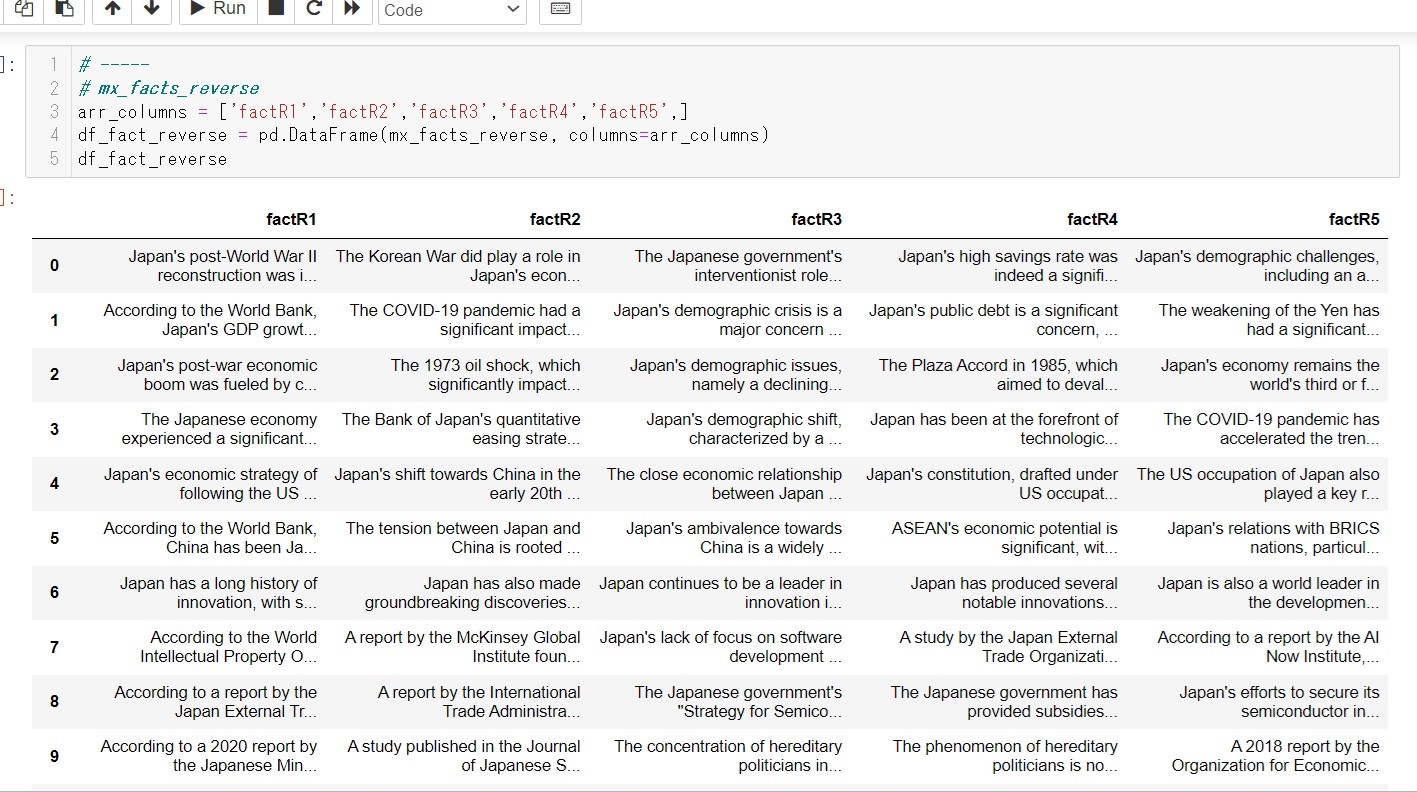 Run
Code
]:
1 # -----
2 # mx_facts_reverse
3 arr_columns = ['factR1','factR2','factR3','factR4','factR5',]
4 df_fact_reverse = pd.DataFrame(mx_facts_reverse, columns=arr_columns)
5 df_fact_reverse
]:
factR1 factR2 factR3 factR4 factR5
0 Japan's post-World War II The Korean War did play a role in The Japanese government's Japan's high savings rate was Japan's demographic challenges,
reconstruction was i... Japan's econ... interventionist role... indeed a signifi... including an a...
1 According to the World Bank, The COVID-19 pandemic had a Japan's demographic crisis is a Japan's public debt is a significant The weakening of the Yen has
Japan's GDP growt... significant impact... major concern ... concern, ... had a significant...
2 Japan's post-war economic The 1973 oil shock, which Japan's demographic issues, The Plaza Accord in 1985, which Japan's economy remains the
boom was fueled by c... significantly impact... namely a declining... aimed to deval... world's third or f...
3 The Japanese economy The Bank of Japan's quantitative Japan's demographic shift, Japan has been at the forefront of The COVID-19 pandemic has
experienced a significant... easing strate... characterized by a ... technologic... accelerated the tren...
4 Japan's economic strategy of Japan's shift towards China in the The close economic relationship Japan's constitution, drafted under The US occupation of Japan also
following the US ... early 20th ... between Japan ... US occupat... played a key r...
5 According to the World Bank, The tension between Japan and Japan's ambivalence towards ASEAN's economic potential is Japan's relations with BRICS
China has been Ja... China is rooted ... China is a widely ... significant, wit... nations, particul...
6 Japan has a long history of Japan has also made Japan continues to be a leader in Japan has produced several Japan is also a world leader in
innovation, with s... groundbreaking discoveries... innovation i... notable innovations... the developmen...
7 According to the World A report by the McKinsey Global Japan's lack of focus on software A study by the Japan External According to a report by the AI
Intellectual Property O... Institute foun... development ... Trade Organizati... Now Institute,...
8 According to a report by the A report by the International The Japanese government's The Japanese government has Japan's efforts to secure its
Japan External Tr... Trade Administra... "Strategy for Semico... provided subsidies... semiconductor in...
9 According to a 2020 report by A study published in the Journal The concentration of hereditary The phenomenon of hereditary A 2018 report by the
the Japanese Min... of Japanese S... politicians in... politicians is no... Organization for Economic...